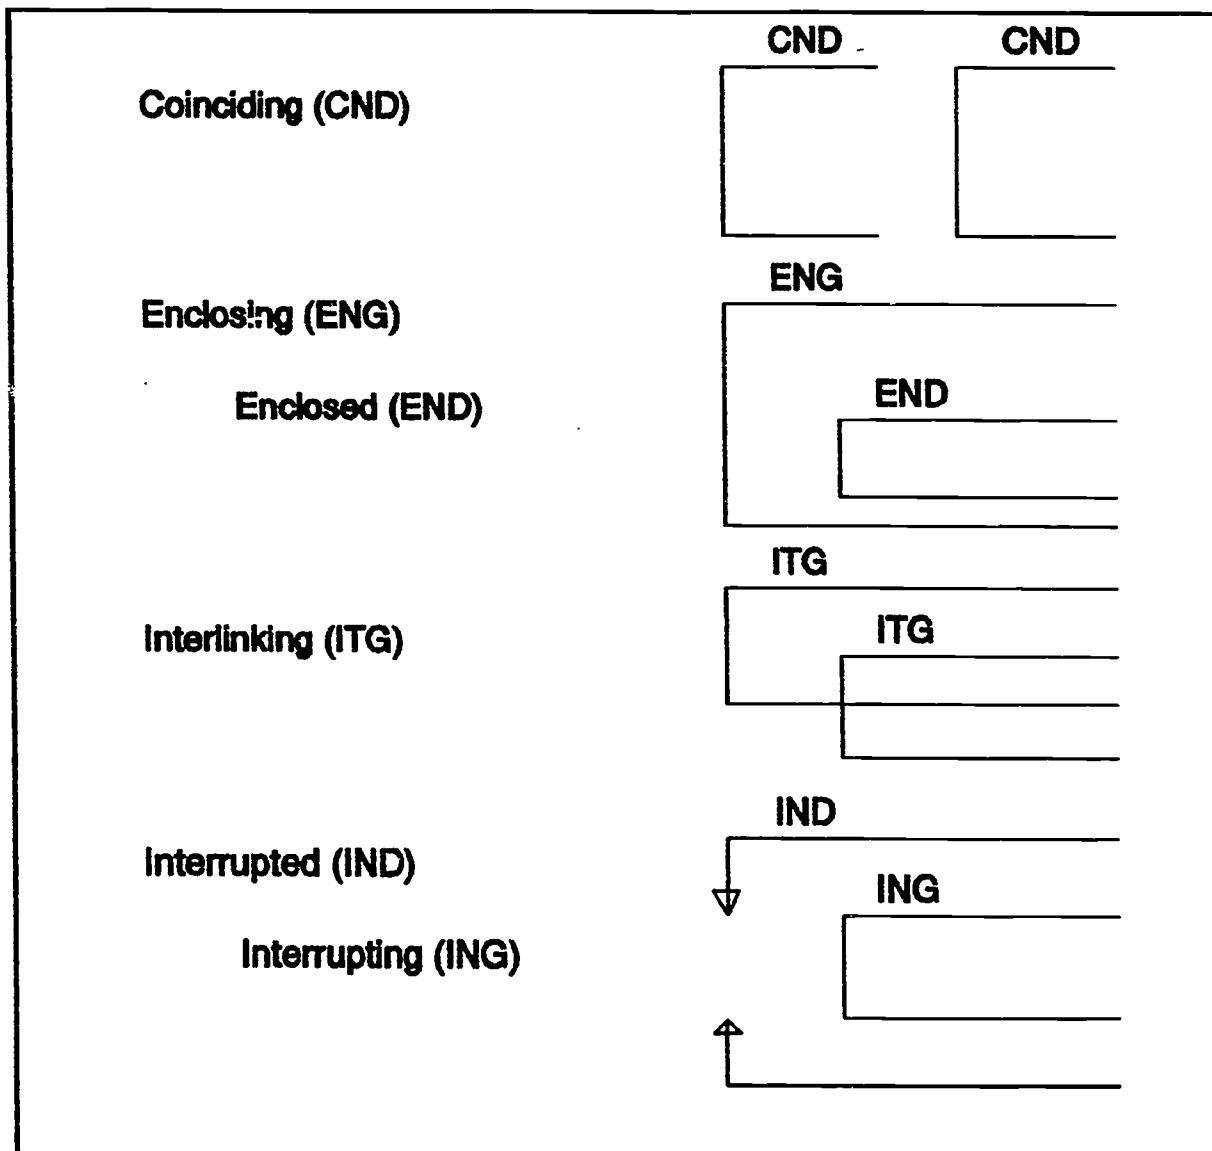 CND CND
Coinciding (CND)
ENG
Enclosing (ENG)
END
Enclosed (END)
ITG
Interlinking (ITG)
ITG
IND
Interrupted (IND)
ING
Interrupting (ING)